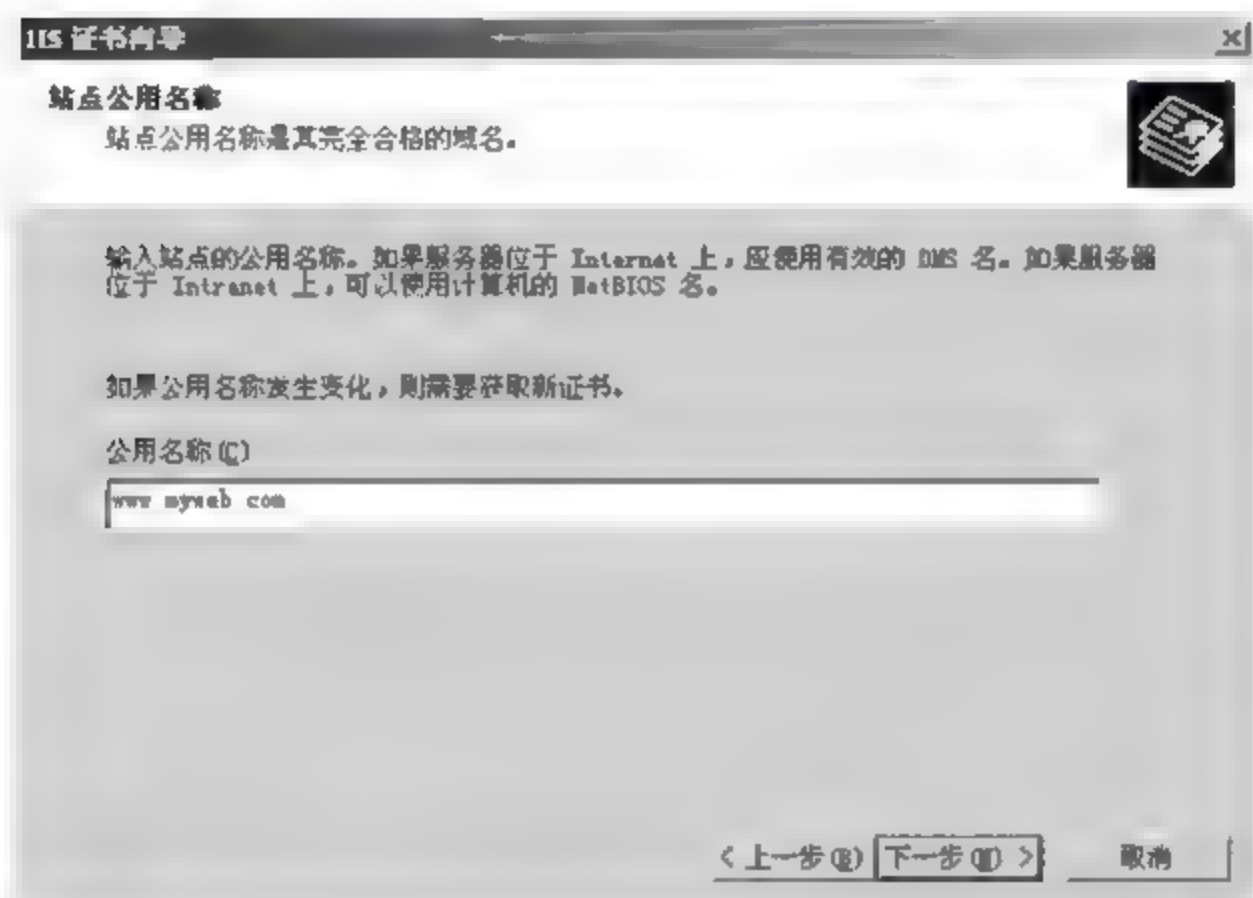 IIS 证书向导
站点公用名称
站点公用名称是其完全合格的域名。
输入站点的公用名称。如果服务器位于 Internet 上，应使用有效的 DNS 名。如果服务器
位于 Intranet 上，可以使用计算机的 NetBIOS 名。
如果公用名称发生变化，则需要获取新证书。
公用名称(C)
www myweb com
< 上一步(B) 下一步(N) > 取消